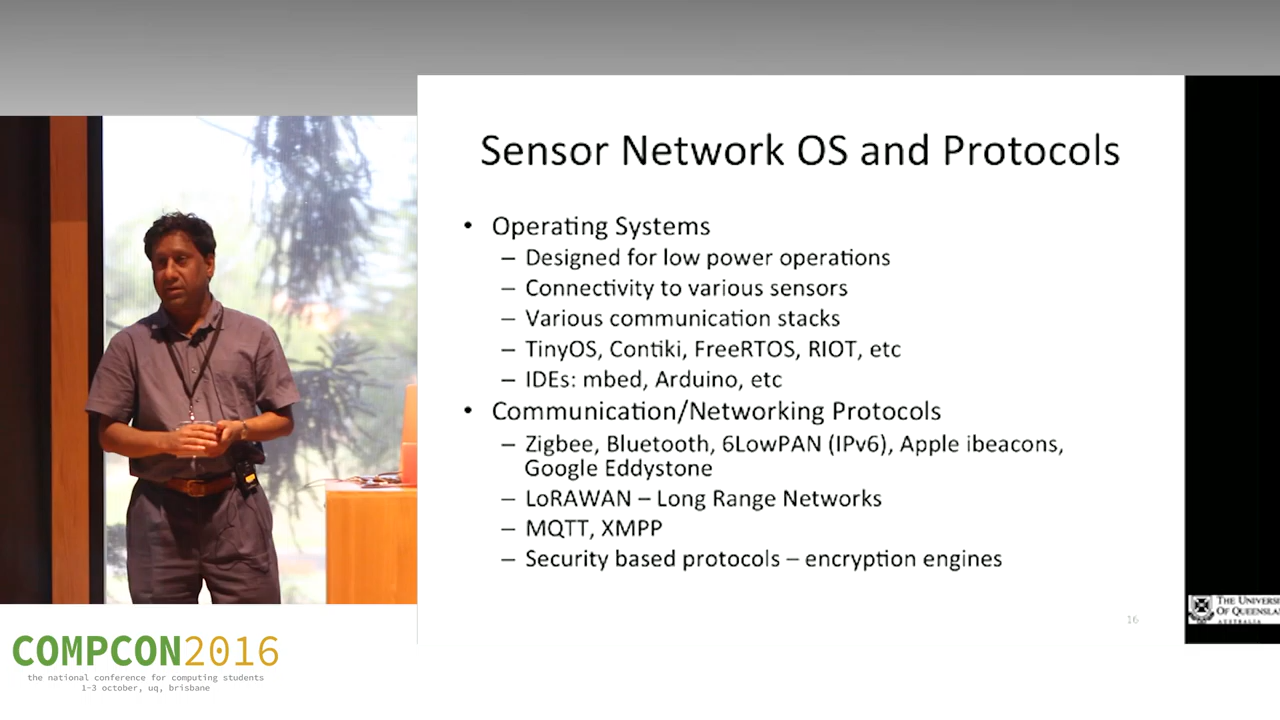 Sensor Network OS and Protocols
• Operating Systems
– Designed for low power operations
– Connectivity to various sensors
– Various communication stacks
– TinyOS, Contiki, FreeRTOS, RIOT, etc
– IDEs: mbed, Arduino, etc
• Communication/Networking Protocols
– Zigbee, Bluetooth, 6LowPAN (IPv6), Apple ibeacons,
Google Eddystone
– LoRAWAN – Long Range Networks
– MQTT, XMPP
– Security based protocols – encryption engines
16
THE
OF
AUSTRALIA
COMPCON2016
the national conference for computing students
1-3 october, uq, brisbane